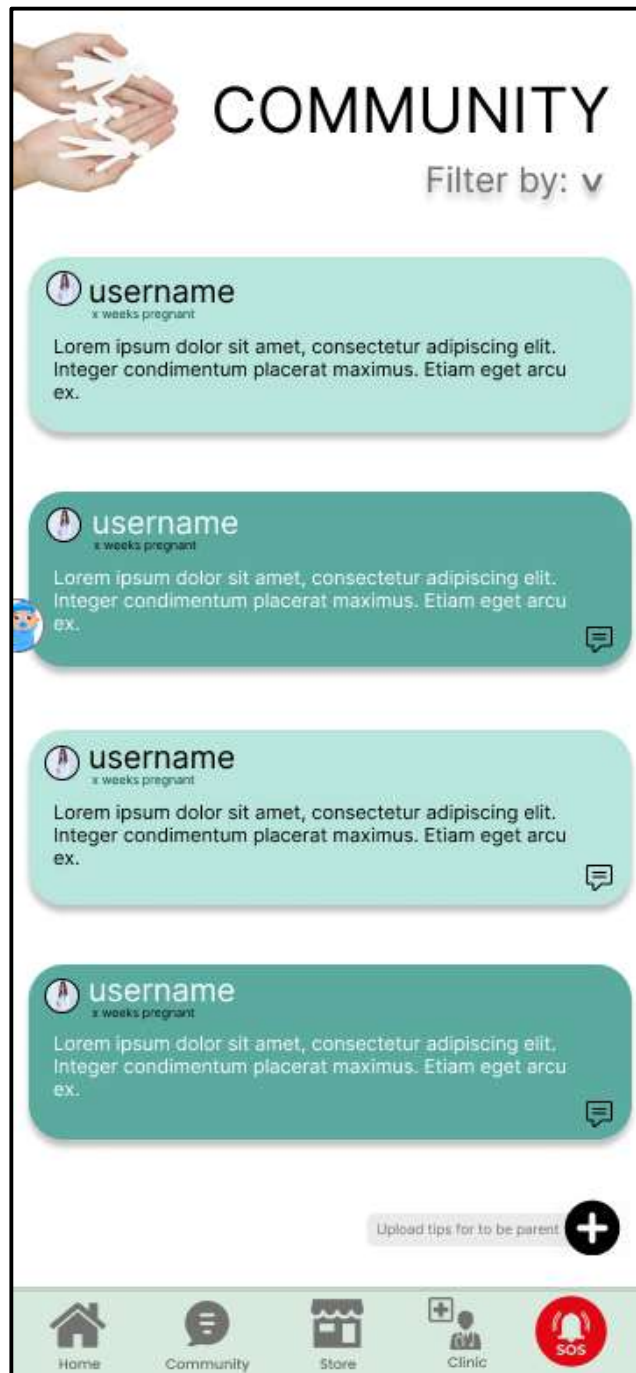 COMMUNITY
Filter by: v
username
x weeks pregnant
Lorem ipsum dolor sit amet, consectetur adipiscing elit.
Integer condimentum placerat maximus. Etiam eget arcu
ex.
username
x weeks pregnant
Lorem ipsum dolor sit amet, consectetur adipiscing elit.
Integer condimentum placerat maximus. Etiam eget arcu
ex.
username
x weeks pregnant
Lorem ipsum dolor sit amet, consectetur adipiscing elit.
Integer condimentum placerat maximus. Etiam eget arcu
ex.
username
x weeks pregnant
Lorem ipsum dolor sit amet, consectetur adipiscing elit.
Integer condimentum placerat maximus. Etiam eget arcu
ex.
Upload tips for to be parent
Home Community Store Clinic SOS